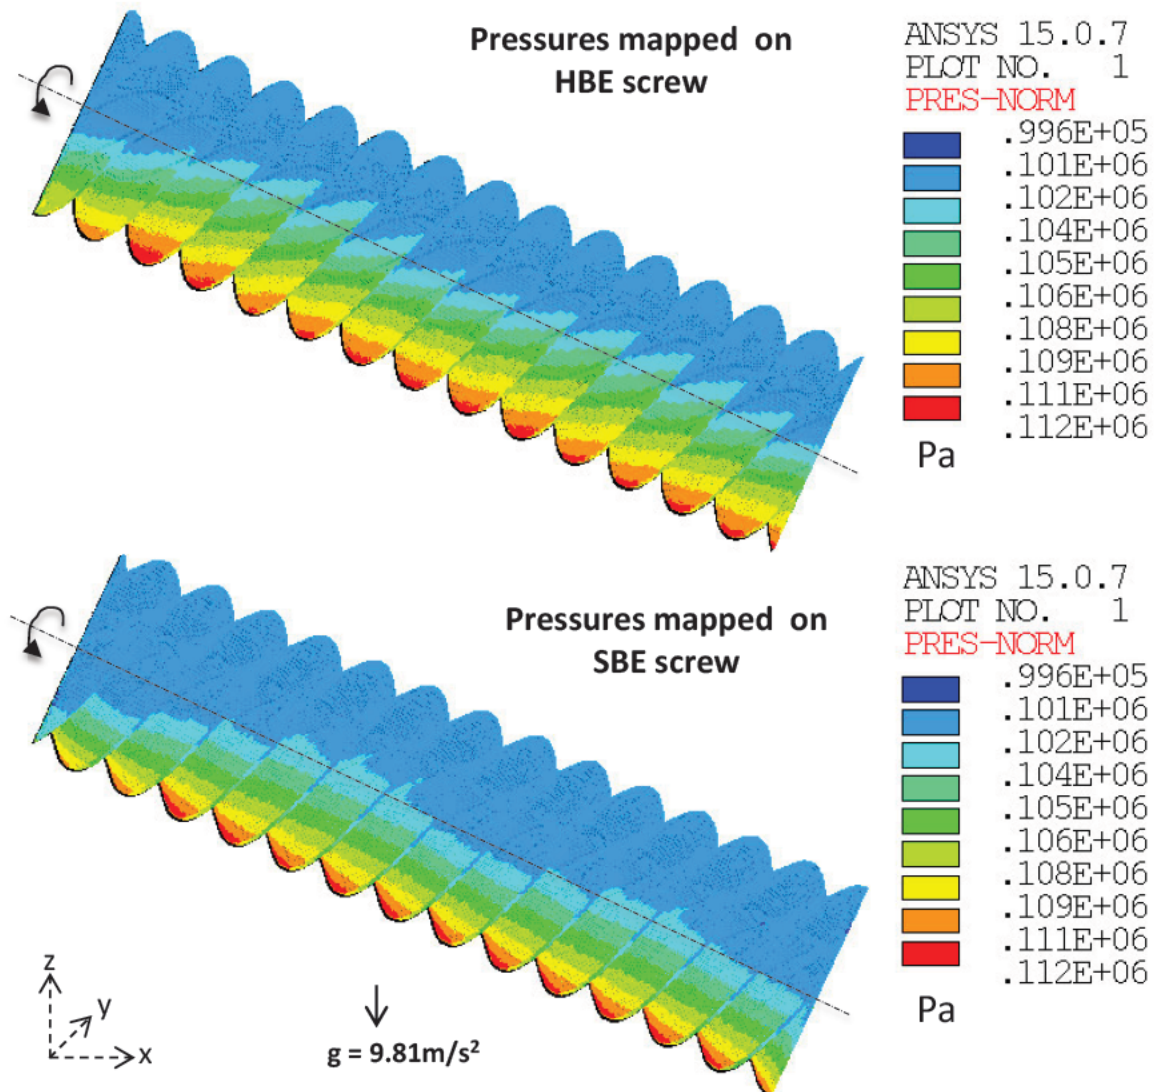 Pressures mapped on
HBE screw
ANSYS 15.0.7
PLOT NO. 1
PRES-NORM
.996E+05
.101E+06
.102E+06
.104E+06
.105E+06
.106E+06
.108E+06
.109E+06
.111E+06
.112E+06
Pa
Pressures mapped on
SBE screw
ANSYS 15.0.7
PLOT NO. 1
PRES-NORM
.996E+05
.101E+06
.102E+06
.104E+06
.105E+06
.106E+06
.108E+06
.109E+06
.111E+06
.112E+06
Pa
z
y
x
g = 9.81m/s²